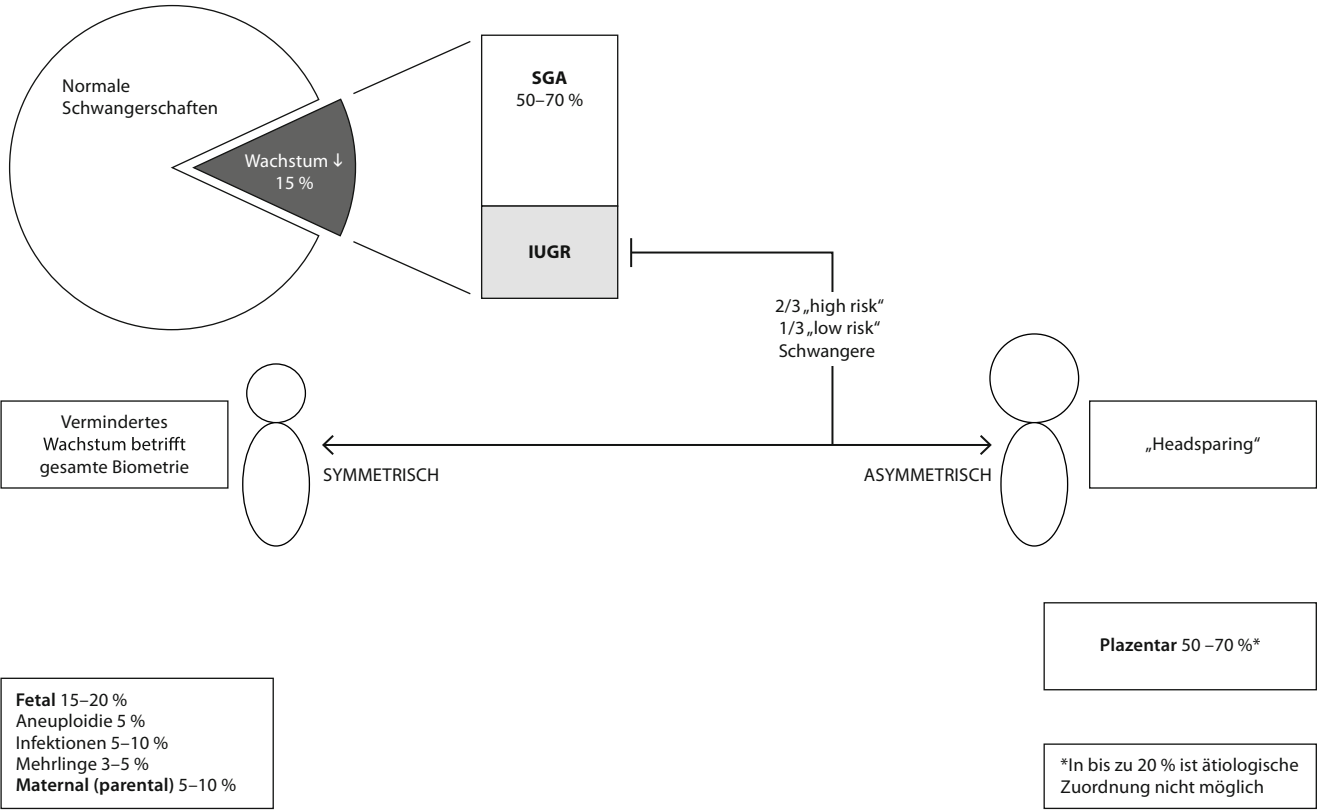 Normale
Schwangerschaften
Wachstum ↓
15 %
SGA
50–70 %
IUGR
2/3 „high risk“
1/3 „low risk“
Schwangere
Vermindertes
Wachstum betrifft
gesamte Biometrie
SYMMETRISCH
ASYMMETRISCH
„Headsparing“
Plazentar 50 –70 %*
Fetal 15–20 %
Aneuploidie 5 %
Infektionen 5–10 %
Mehrlinge 3–5 %
Maternal (parental) 5–10 %
*In bis zu 20 % ist ätiologische
Zuordnung nicht möglich